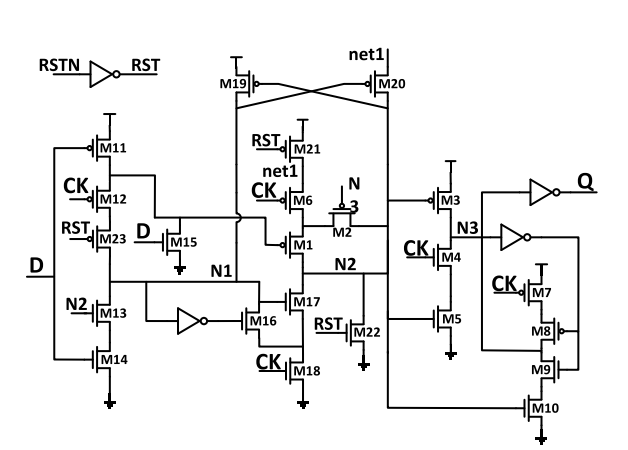 RSTN RST
net1
M19 M20
M11
RST M21
net1
CK M12
CK M6
N
3
M2
M3
Q
RST M23
D M15
M1
N3
D
CK M4
N1
N2
CK M7
N2 M13
M16
M17
RST M22
M5
M8
M14
CK M18
M9
M10